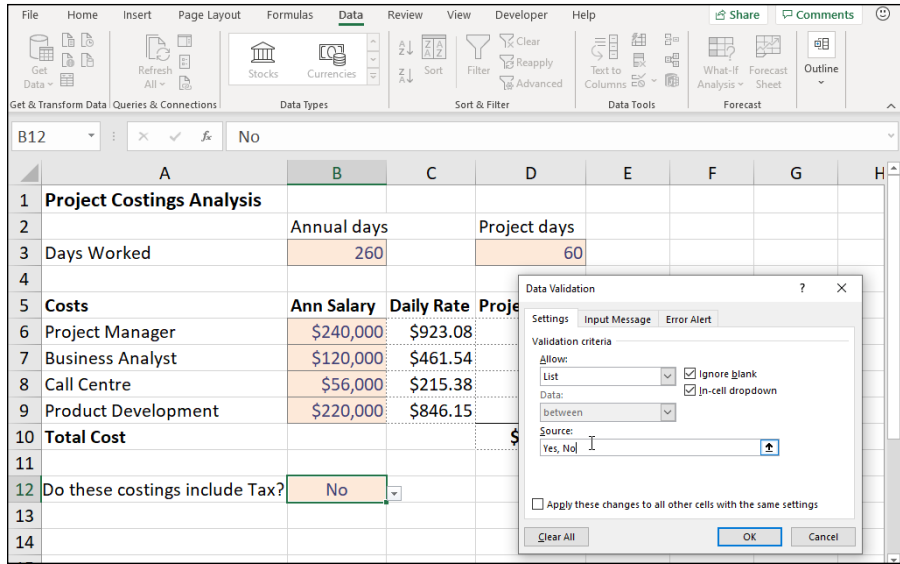 File Home Insert Page Layout Formulas Data Review View Developer Help Share Comments
Get Data
Refresh All
Stocks
Currencies
Sort
Filter
Clear
Reapply
Advanced
Text to Columns
What-If Analysis
Forecast Sheet
Outline
Get & Transform Data Queries & Connections Data Types Sort & Filter Data Tools Forecast
B12 fx No
A B C D E F G H
1 Project Costings Analysis
2 Annual days Project days
3 Days Worked 260 60
4
5 Costs Ann Salary Daily Rate Proje
6 Project Manager $240,000 $923.08
7 Business Analyst $120,000 $461.54
8 Call Centre $56,000 $215.38
9 Product Development $220,000 $846.15
10 Total Cost $
11
12 Do these costings include Tax? No
13
14
Data Validation ? X
Settings Input Message Error Alert
Validation criteria
Allow:
List
Ignore blank
In-cell dropdown
Data:
between
Source:
Yes, No
Apply these changes to all other cells with the same settings
Clear All OK Cancel